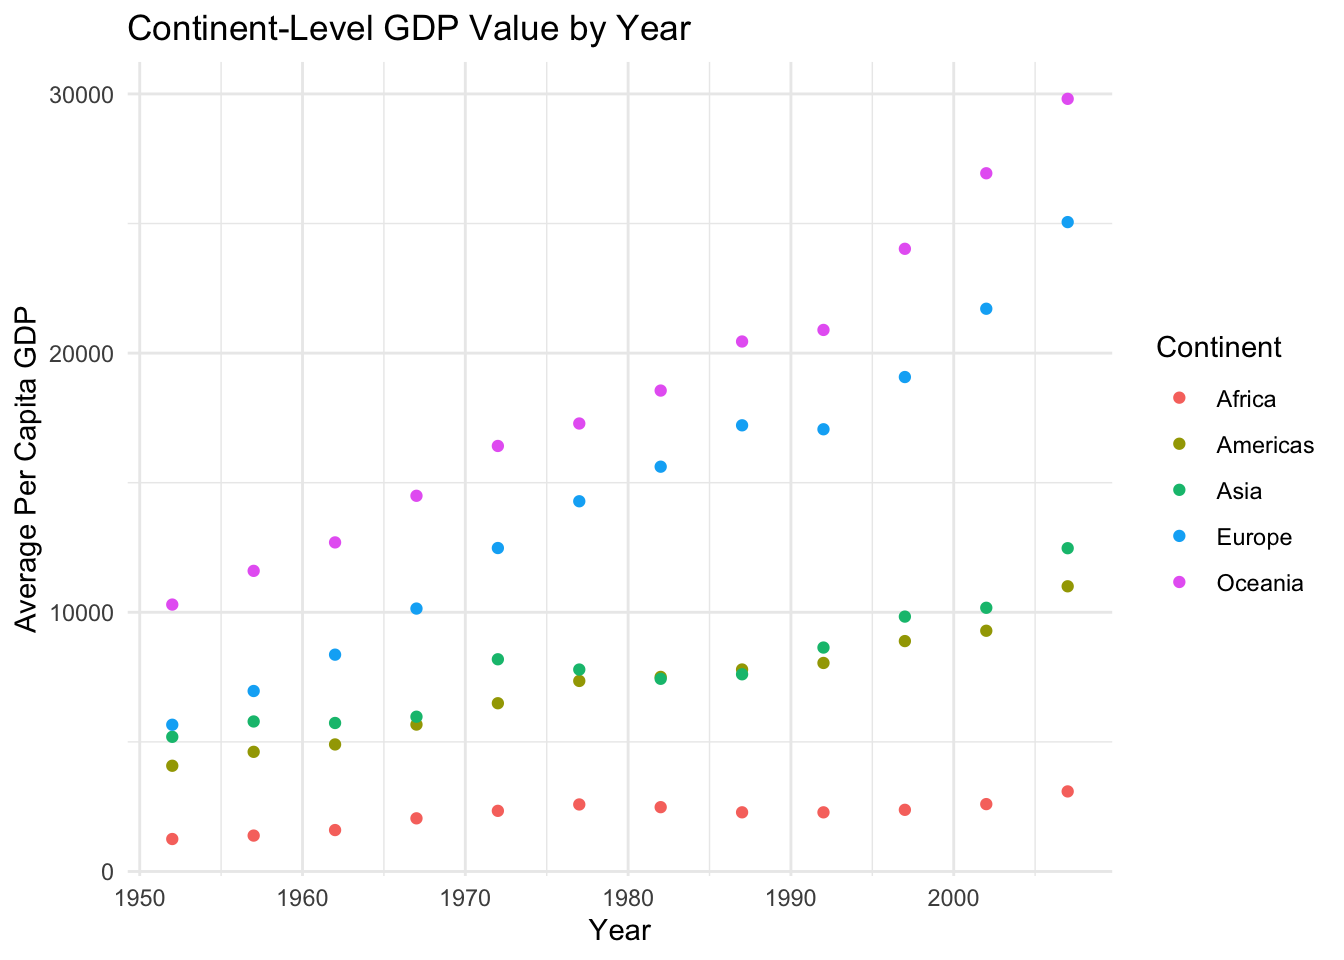 Continent-Level GDP Value by Year
30000
20000
10000
0
Average Per Capita GDP
1950 1960 1970 1980 1990 2000
Year
Continent
Africa
Americas
Asia
Europe
Oceania